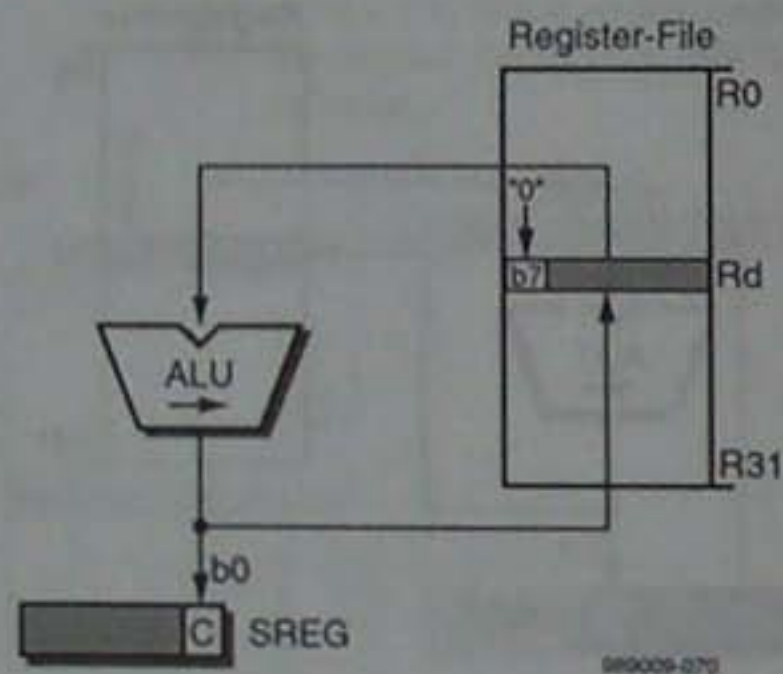 Register-File
R0
"0"
b7
Rd
ALU
R31
b0
C
SREG